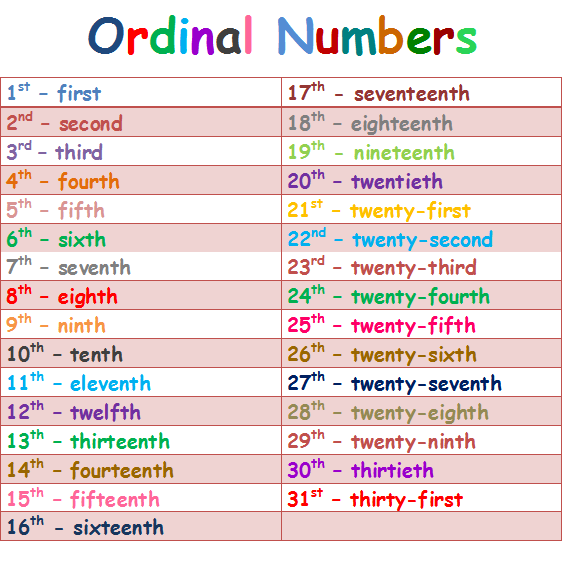 Ordinal Numbers
1st – first
2nd – second
3rd – third
4th – fourth
5th – fifth
6th – sixth
7th – seventh
8th – eighth
9th – ninth
10th – tenth
11th – eleventh
12th – twelfth
13th – thirteenth
14th – fourteenth
15th – fifteenth
16th – sixteenth
17th – seventeenth
18th – eighteenth
19th – nineteenth
20th – twentieth
21st – twenty-first
22nd – twenty-second
23rd – twenty-third
24th – twenty-fourth
25th – twenty-fifth
26th – twenty-sixth
27th – twenty-seventh
28th – twenty-eighth
29th – twenty-ninth
30th – thirtieth
31st – thirty-first